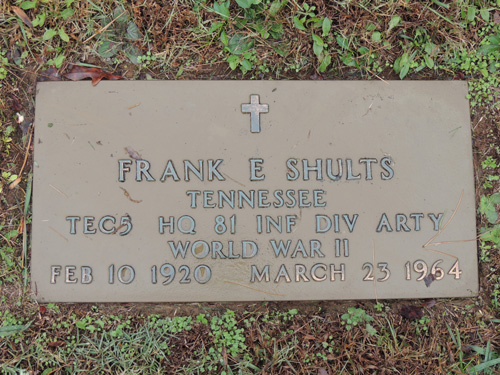 FRANK E SHULTS
TENNESSEE
TEC5 HQ 81 INF DIV ARTY
WORLD WAR II
FEB 10 1920 MARCH 23 1964